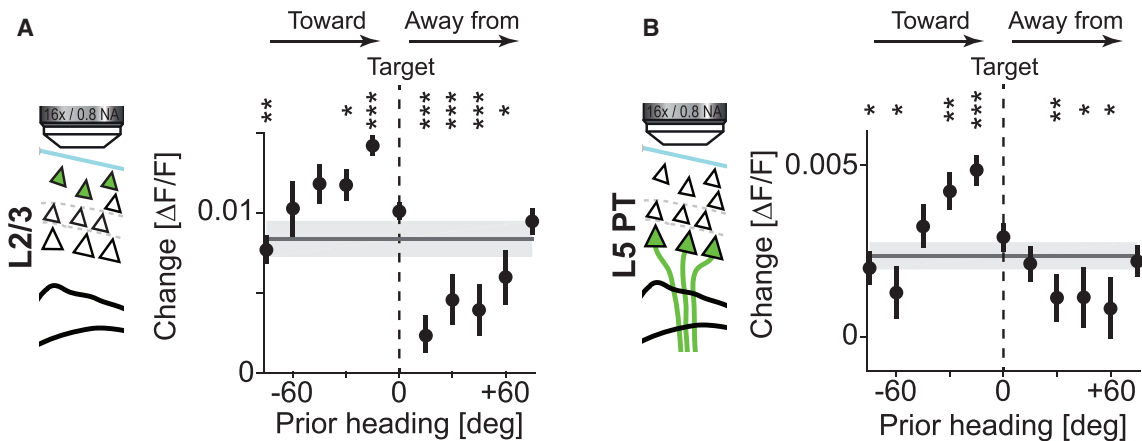 A
Toward
Away from
Target
** * *** *** *** *** *
16x / 0.8 NA
L2/3
Change [ΔF/F]
0.01
0
-60
0
+60
Prior heading [deg]
B
Toward
Away from
Target
* * ** *** ** * *
16x / 0.8 NA
L5 PT
Change [ΔF/F]
0.005
0
-60
0
+60
Prior heading [deg]